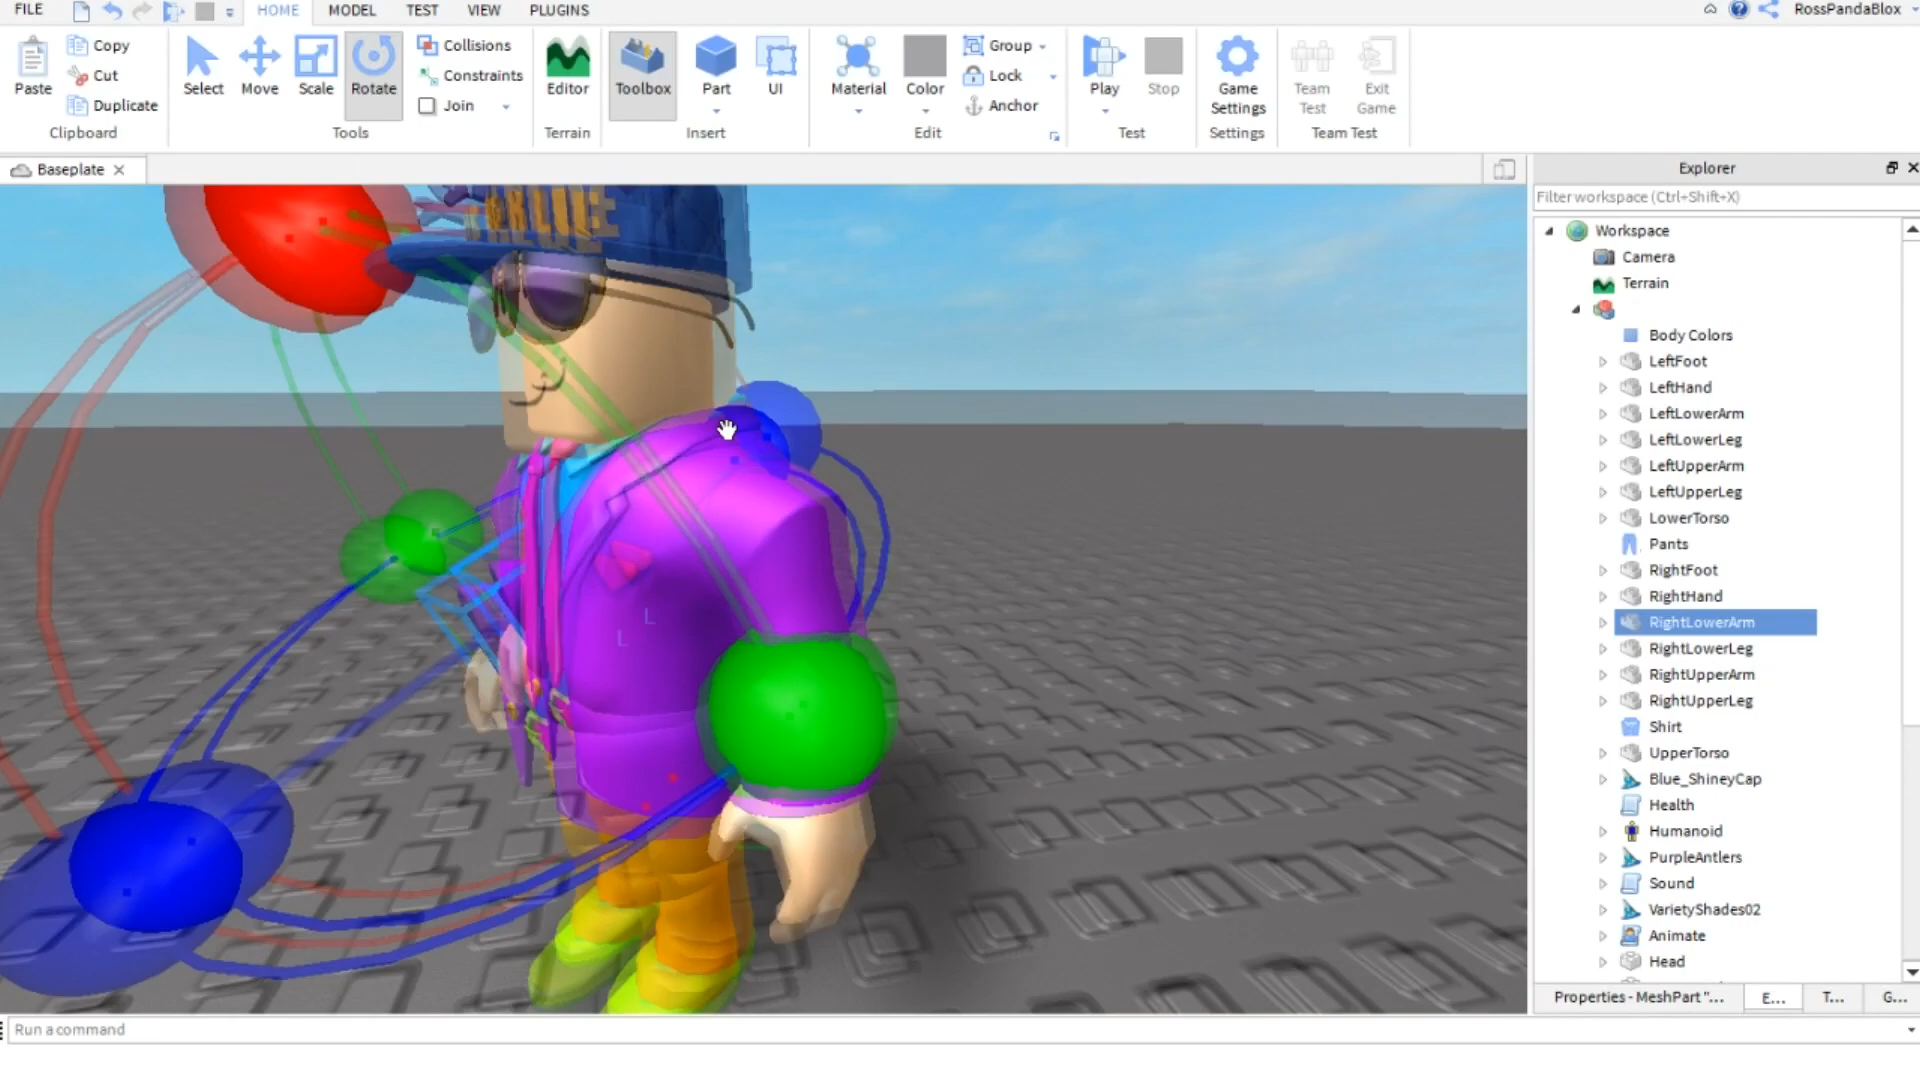 FILE HOME MODEL TEST VIEW PLUGINS RossPandaBlox
Copy Collisions Group
Cut Constraints Lock
Paste Duplicate Select Move Scale Rotate Join Editor Toolbox Part UI Material Color Anchor Play Stop Game Settings Team Test Exit Game
Clipboard Tools Terrain Insert Edit Test Settings Team Test
Baseplate Explorer
Filter workspace (Ctrl+Shift+X)
Workspace
Camera
Terrain
Body Colors
LeftFoot
LeftHand
LeftLowerArm
LeftLowerLeg
LeftUpperArm
LeftUpperLeg
LowerTorso
Pants
RightFoot
RightHand
RightLowerArm
RightLowerLeg
RightUpperArm
RightUpperLeg
Shirt
UpperTorso
Blue_ShineyCap
Health
Humanoid
PurpleAntlers
Sound
VarietyShades02
Animate
Head
L
L
Properties - MeshPart "... E... T... G...
Run a command